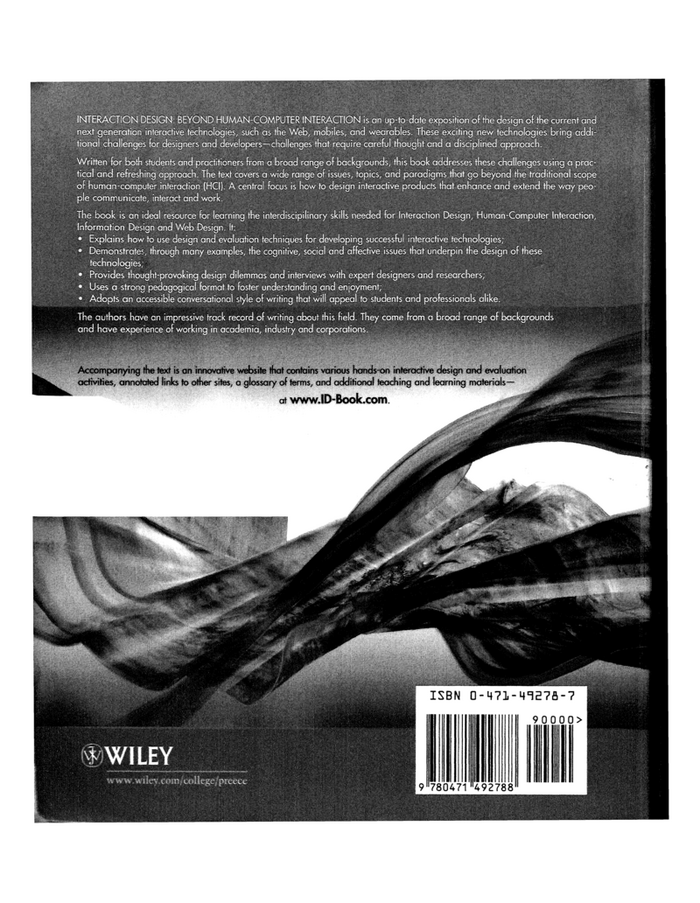 INTERACTION DESIGN: BEYOND HUMAN-COMPUTER INTERACTION is an up-to-date exposition of the design of the current and
next generation interactive technologies, such as the Web, mobiles, and wearables. These exciting new technologies bring addi-
tional challenges for designers and developers—challenges that require careful thought and a disciplined approach.
Written for both students and practitioners from a broad range of backgrounds, this book addresses these challenges using a prac-
tical and refreshing approach. The text covers a wide range of issues, topics, and paradigms that go beyond the traditional scope
of human-computer interaction (HCI). A central focus is how to design interactive products that enhance and extend the way peo-
ple communicate, interact and work.
The book is an ideal resource for learning the interdisciplinary skills needed for Interaction Design, Human-Computer Interaction,
Information Design and Web Design. It:
• Explains how to use design and evaluation techniques for developing successful interactive technologies;
• Demonstrates, through many examples, the cognitive, social and affective issues that underpin the design of these
technologies;
• Provides thought-provoking design dilemmas and interviews with expert designers and researchers;
• Uses a strong pedagogical format to foster understanding and enjoyment;
• Adopts an accessible conversational style of writing that will appeal to students and professionals alike.
The authors have an impressive track record of writing about this field. They come from a broad range of backgrounds
and have experience of working in academia, industry and corporations.
Accompanying the text is an innovative website that contains various hands-on interactive design and evaluation
activities, annotated links to other sites, a glossary of terms, and additional teaching and learning materials—
at www.ID-Book.com.
ISBN 0-471-49278-7
90000>
9 780471 492788
WILEY
www.wiley.com/college/preece